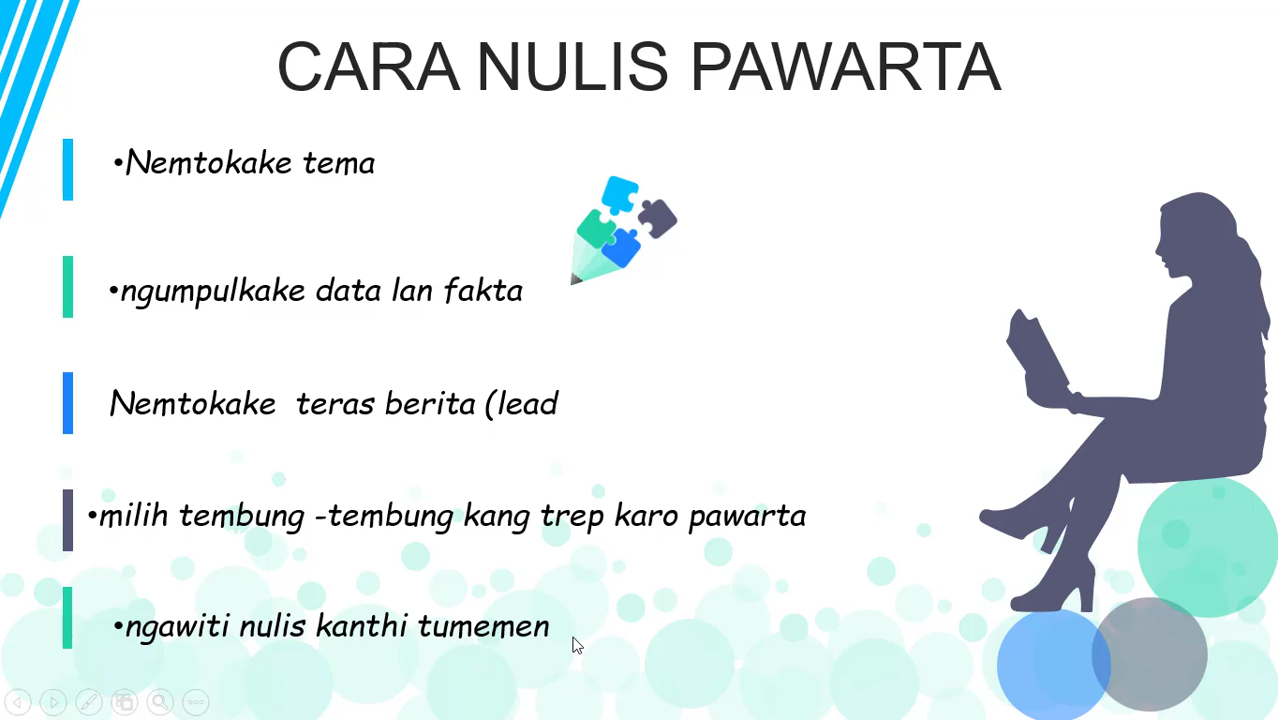 CARA NULIS PAWARTA
•Nemtokake tema
•ngumpulkake data lan fakta
Nemtokake teras berita (lead
•milih tembung -tembung kang trep karo pawarta
•ngawiti nulis kanthi tumemen